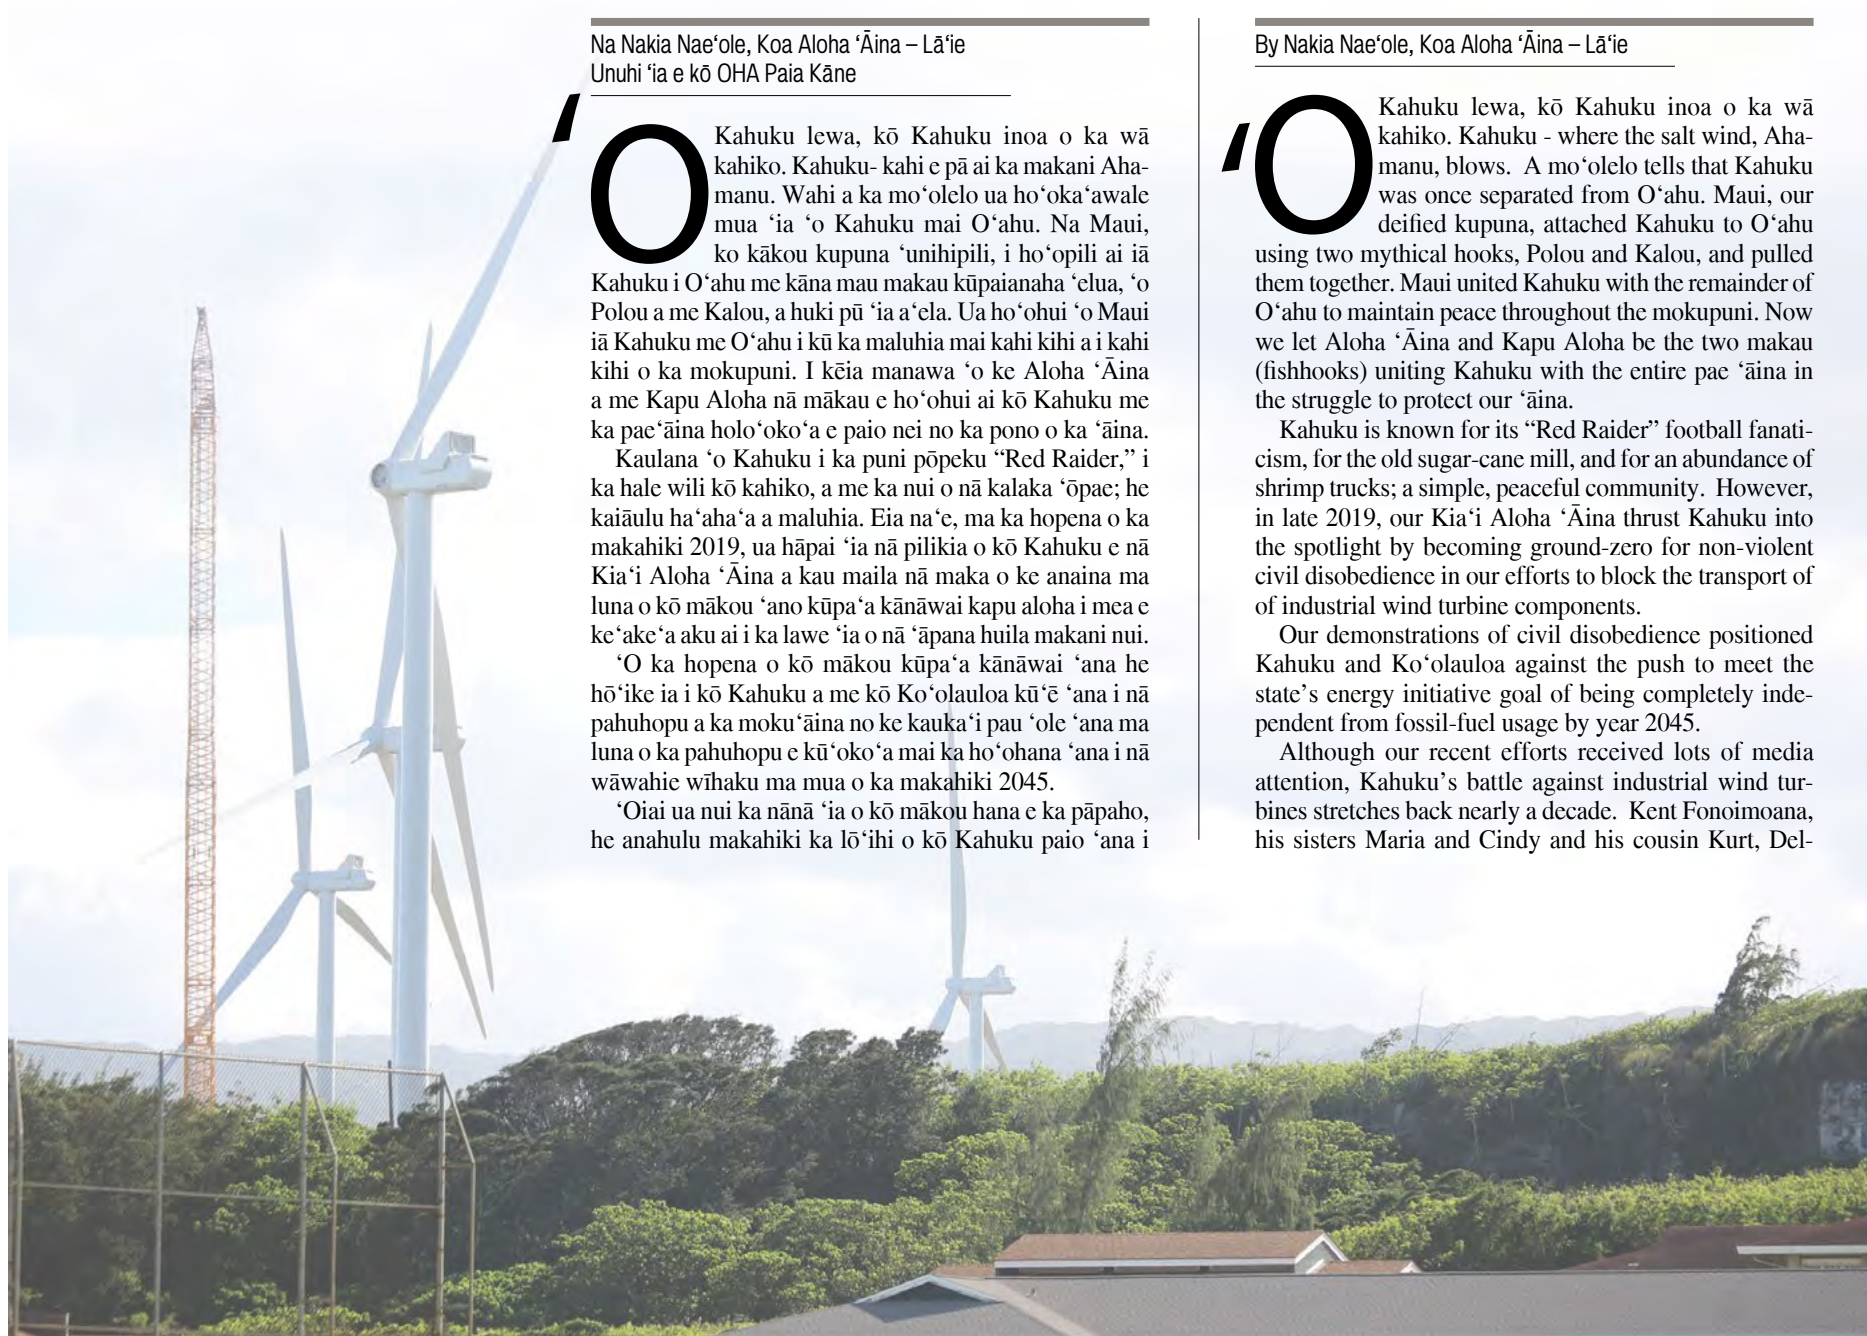 Na Nakia Nae‘ole, Koa Aloha ‘Āina – Lā‘ie
Unuhi ‘ia e kō OHA Paia Kāne
‘O Kahuku lewa, kō Kahuku inoa o ka wā
kahiko. Kahuku- kahi e pā ai ka makani Aha-
manu. Wahi a ka mo‘olelo ua ho‘oka‘awale
mua ‘ia ‘o Kahuku mai O‘ahu. Na Maui,
ko kākou kupuna ‘unihipili, i ho‘opili ai iā
Kahuku i O‘ahu me kāna mau makau kūpaianaha ‘elua, ‘o
Polou a me Kalou, a huki pū ‘ia a‘ela. Ua ho‘ohui ‘o Maui
iā Kahuku me O‘ahu i kū ka maluhia mai kahi kihi a i kahi
kihi o ka mokupuni. I kēia manawa ‘o ke Aloha ‘Āina
a me Kapu Aloha nā mākau e ho‘ohui ai kō Kahuku me
ka pae‘āina holo‘oko‘a e paio nei no ka pono o ka ‘āina.
Kaulana ‘o Kahuku i ka puni pōpeku “Red Raider,” i
ka hale wili kō kahiko, a me ka nui o nā kalaka ‘ōpae; he
kaiāulu ha‘aha‘a a maluhia. Eia na‘e, ma ka hopena o ka
makahiki 2019, ua hāpai ‘ia nā pilikia o kō Kahuku e nā
Kia‘i Aloha ‘Āina a kau maila nā maka o ke anaina ma
luna o kō mākou ‘ano kūpa‘a kānāwai kapu aloha i mea e
ke‘ake‘a aku ai i ka lawe ‘ia o nā ‘āpana huila makani nui.
‘O ka hopena o kō mākou kūpa‘a kānāwai ‘ana he
hō‘ike ia i kō Kahuku a me kō Ko‘olauloa kū‘ē ‘ana i nā
pahuhopu a ka moku‘āina no ke kauka‘i pau ‘ole ‘ana ma
luna o ka pahuhopu e kū‘oko‘a mai ka ho‘ohana ‘ana i nā
wāwahie wīhaku ma mua o ka makahiki 2045.
‘Oiai ua nui ka nānā ‘ia o kō mākou hana e ka pāpaho,
he anahulu makahiki ka lō‘ihi o kō Kahuku paio ‘ana i
By Nakia Nae‘ole, Koa Aloha ‘Āina – Lā‘ie
‘O Kahuku lewa, kō Kahuku inoa o ka wā
kahiko. Kahuku - where the salt wind, Aha-
manu, blows. A mo‘olelo tells that Kahuku
was once separated from O‘ahu. Maui, our
deified kupuna, attached Kahuku to O‘ahu
using two mythical hooks, Polou and Kalou, and pulled
them together. Maui united Kahuku with the remainder of
O‘ahu to maintain peace throughout the mokupuni. Now
we let Aloha ‘Āina and Kapu Aloha be the two makau
(fishhooks) uniting Kahuku with the entire pae ‘āina in
the struggle to protect our ‘āina.
Kahuku is known for its “Red Raider” football fanati-
cism, for the old sugar-cane mill, and for an abundance of
shrimp trucks; a simple, peaceful community. However,
in late 2019, our Kia‘i Aloha ‘Āina thrust Kahuku into
the spotlight by becoming ground-zero for non-violent
civil disobedience in our efforts to block the transport of
of industrial wind turbine components.
Our demonstrations of civil disobedience positioned
Kahuku and Ko‘olauloa against the push to meet the
state’s energy initiative goal of being completely inde-
pendent from fossil-fuel usage by year 2045.
Although our recent efforts received lots of media
attention, Kahuku’s battle against industrial wind tur-
bines stretches back nearly a decade. Kent Fonoimoana,
his sisters Maria and Cindy and his cousin Kurt, Del-